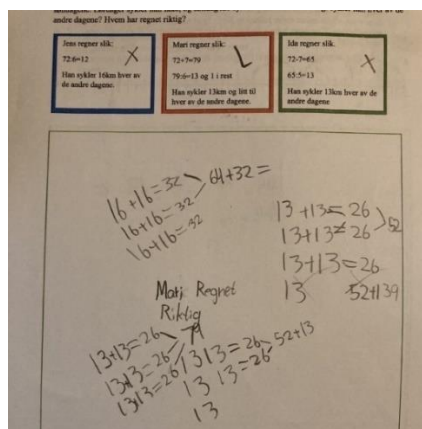 andre dagene? Hvem har regnet riktig?
Jens regner slik:
72:6=12
Han sykler 16km hver av
de andre dagene.
X
Mari regner slik:
72+7=79
79:6=13 og 1 i rest
Han sykler 13km og litt til
hver av de andre dagene.
Ida regner slik:
72-7=65
65:5=13
Han sykler 13km hver av de
andre dagene
X
16+16=32
16+16=32
16+16=32
64+32=
13+13=26
13+13=26
52
13+13=26
13
Mari Regnet
Riktig
13+13=26
13+13=26
13+13=26
79
1313=26
13 13=26
52+13
13